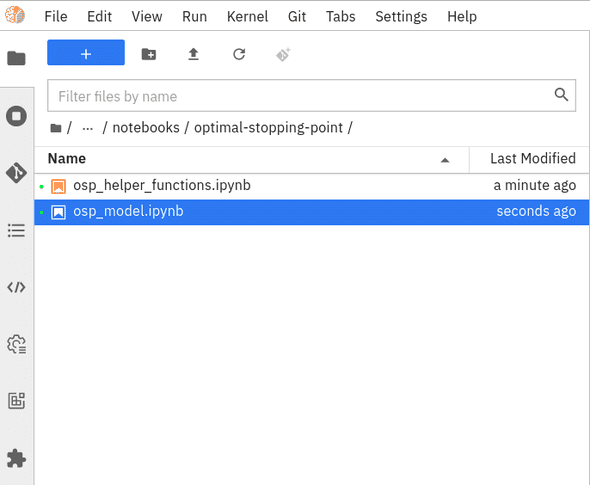 File Edit View Run Kernel Git Tabs Settings Help
+
Filter files by name
/ ... / notebooks / optimal-stopping-point /
Name Last Modified
osp_helper_functions.ipynb a minute ago
osp_model.ipynb seconds ago